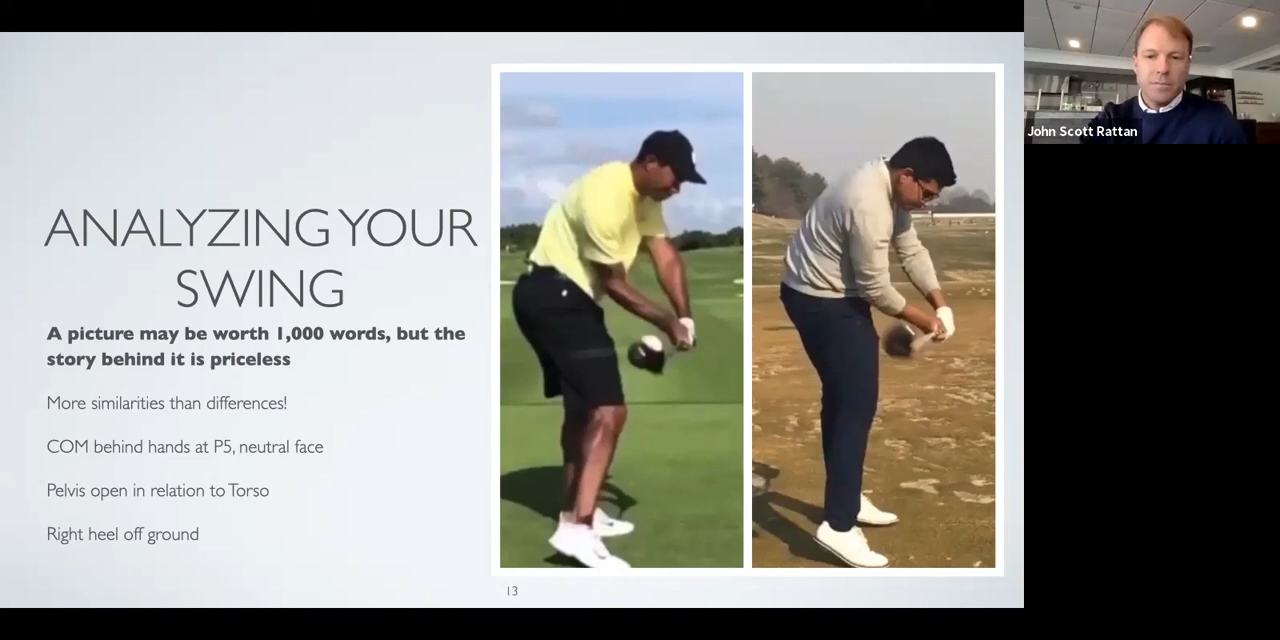 ANALYZING YOUR
SWING
A picture may be worth 1,000 words, but the
story behind it is priceless
More similarities than differences!
COM behind hands at P5, neutral face
Pelvis open in relation to Torso
Right heel off ground
13
John Scott Rattan